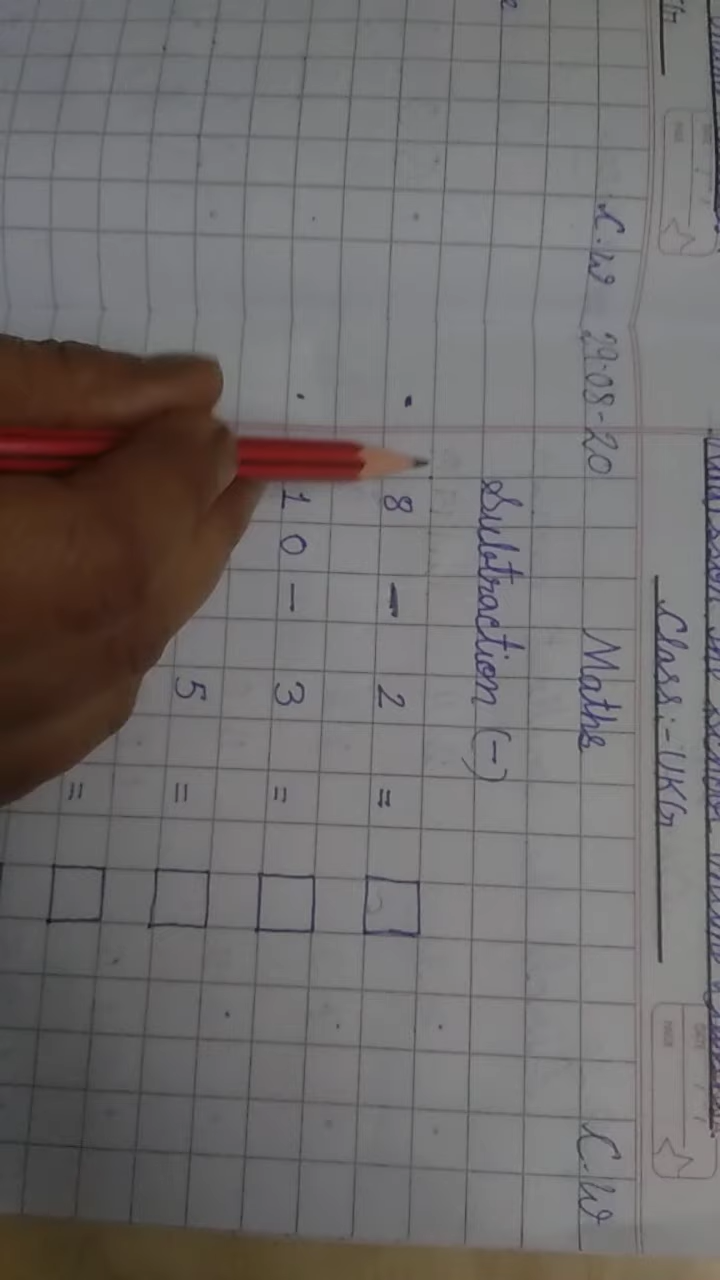 Class:- UKG
C.W 29.08-20 Maths C.W
Subtraction (-)
8 - 2 =
10 - 3 =
5 =
=